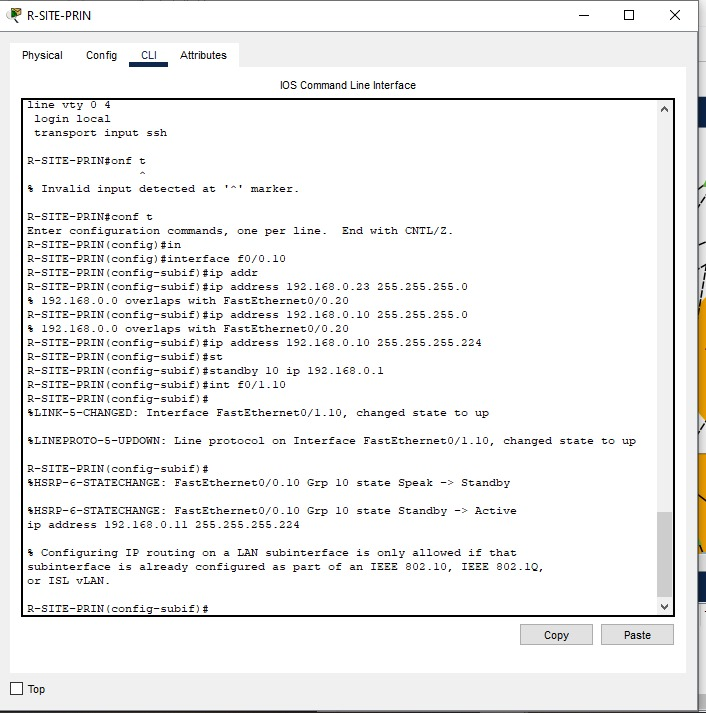 R-SITE-PRIN
Physical Config CLI Attributes
IOS Command Line Interface
line vty 0 4
login local
transport input ssh
R-SITE-PRIN#onf t
^
% Invalid input detected at '^' marker.
R-SITE-PRIN#conf t
Enter configuration commands, one per line. End with CNTL/Z.
R-SITE-PRIN(config)#in
R-SITE-PRIN(config)#interface f0/0.10
R-SITE-PRIN(config-subif)#ip addr
R-SITE-PRIN(config-subif)#ip address 192.168.0.23 255.255.255.0
% 192.168.0.0 overlaps with FastEthernet0/0.20
R-SITE-PRIN(config-subif)#ip address 192.168.0.10 255.255.255.0
% 192.168.0.0 overlaps with FastEthernet0/0.20
R-SITE-PRIN(config-subif)#ip address 192.168.0.10 255.255.255.224
R-SITE-PRIN(config-subif)#st
R-SITE-PRIN(config-subif)#standby 10 ip 192.168.0.1
R-SITE-PRIN(config-subif)#int f0/1.10
R-SITE-PRIN(config-subif)#
%LINK-5-CHANGED: Interface FastEthernet0/1.10, changed state to up
%LINEPROTO-5-UPDOWN: Line protocol on Interface FastEthernet0/1.10, changed state to up
R-SITE-PRIN(config-subif)#
%HSRP-6-STATECHANGE: FastEthernet0/0.10 Grp 10 state Speak -> Standby
%HSRP-6-STATECHANGE: FastEthernet0/0.10 Grp 10 state Standby -> Active
ip address 192.168.0.11 255.255.255.224
% Configuring IP routing on a LAN subinterface is only allowed if that
subinterface is already configured as part of an IEEE 802.10, IEEE 802.1Q,
or ISL vLAN.
R-SITE-PRIN(config-subif)#
Copy Paste
Top